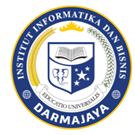 INSTITUT INFORMATIKA DAN BISNIS
EDUCATIO UNIVERSALIS
DARMAJAYA